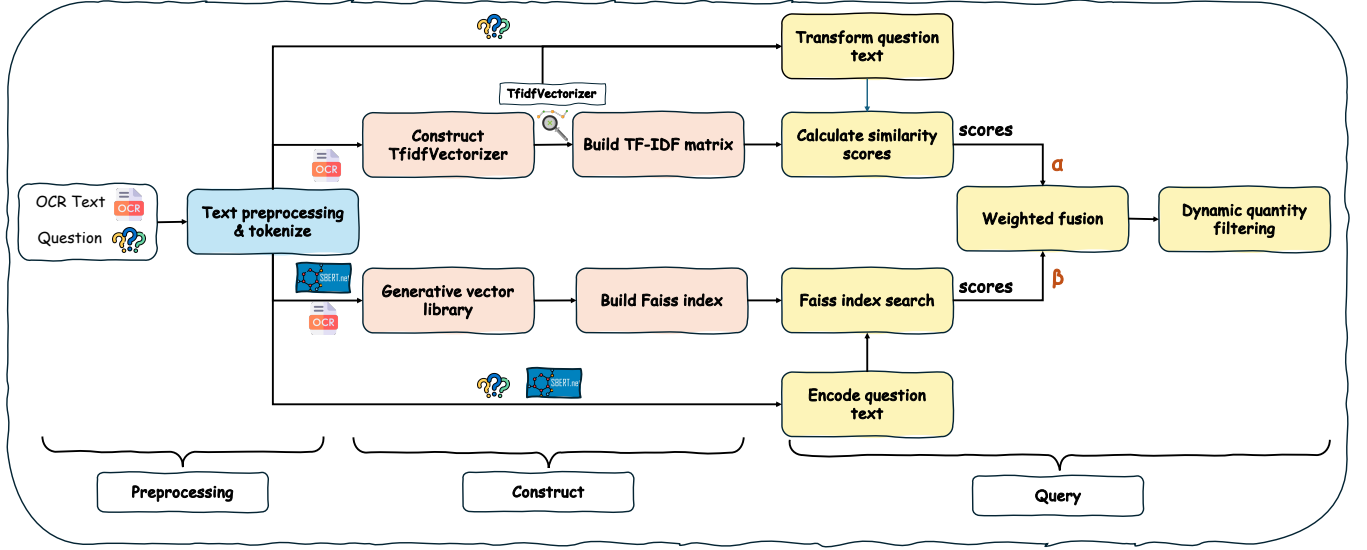 Transform question
text
TfidfVectorizer
Construct
TfidfVectorizer
Build TF-IDF matrix
Calculate similarity
scores
scores
α
OCR
OCR Text
OCR
Question
Text preprocessing
& tokenize
Weighted fusion
Dynamic quantity
filtering
SBERT.net
Generative vector
library
Build Faiss index
Faiss index search
scores
β
OCR
SBERT.net
Encode question
text
Preprocessing
Construct
Query